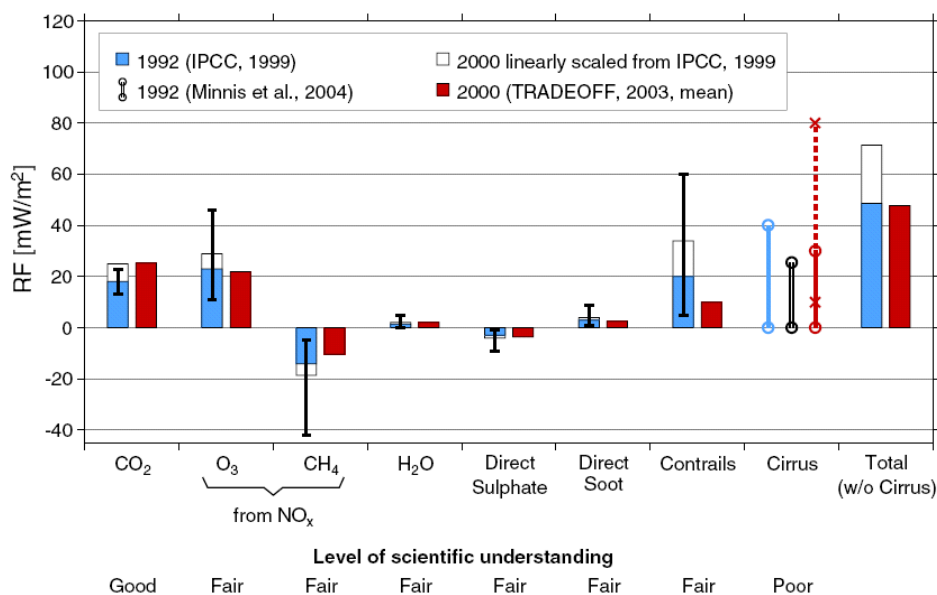 120
100
80
60
40
20
0
-20
-40
RF [mW/m²]
1992 (IPCC, 1999)
2000 linearly scaled from IPCC, 1999
1992 (Minnis et al., 2004)
2000 (TRADEOFF, 2003, mean)
CO₂ O₃ CH₄ H₂O Direct Sulphate Direct Soot Contrails Cirrus Total (w/o Cirrus)
from NOₓ
Level of scientific understanding
Good Fair Fair Fair Fair Fair Fair Poor